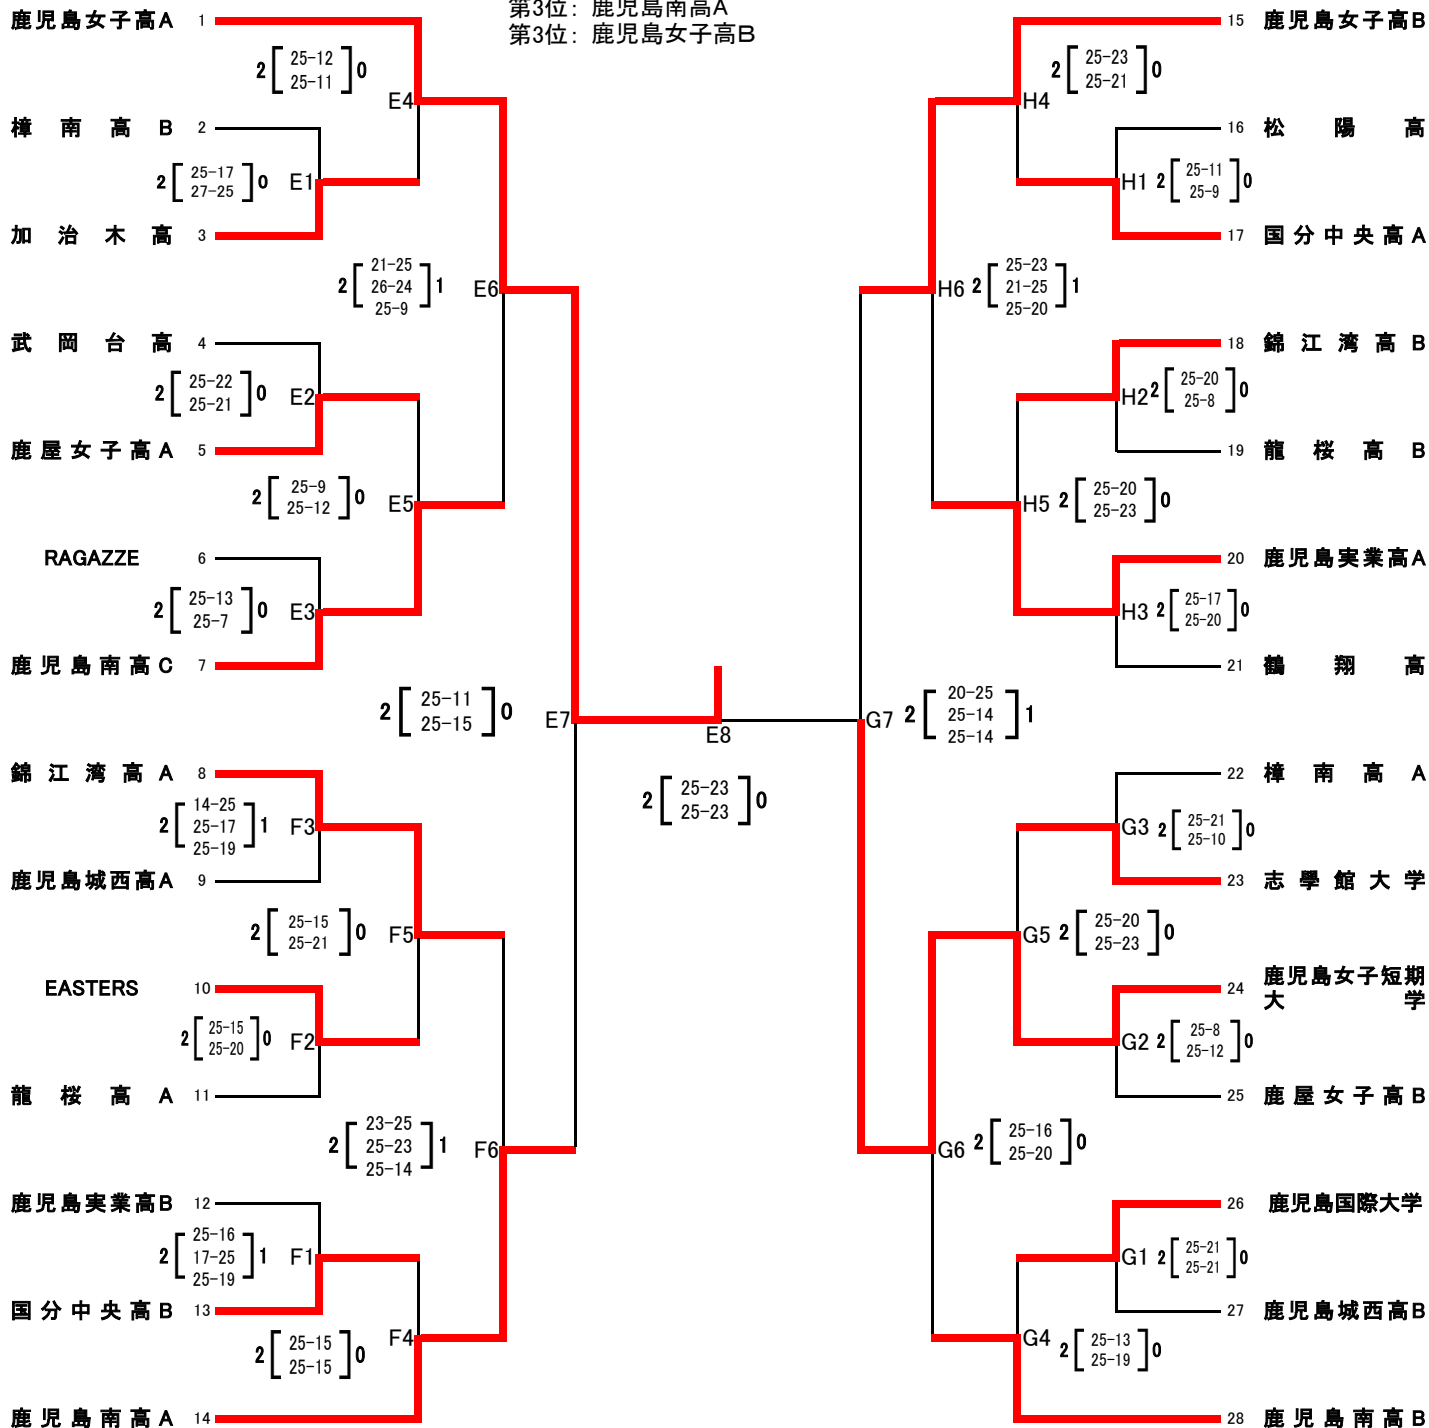 第3位：鹿児島南高A
第3位：鹿児島女子高B
鹿児島女子高A 1
2 [ 25-12 25-11 ] 0
E4
樟南高B 2
2 [ 25-17 27-25 ] 0 E1
加治木高 3
2 [ 21-25 26-24 25-9 ] 1 E6
武岡台高 4
2 [ 25-22 25-21 ] 0 E2
鹿屋女子高A 5
2 [ 25-9 25-12 ] 0 E5
RAGAZZE 6
2 [ 25-13 25-7 ] 0 E3
鹿児島南高C 7
2 [ 25-11 25-15 ] 0 E7
錦江湾高A 8
2 [ 14-25 25-17 25-19 ] 1 F3
鹿児島城西高A 9
2 [ 25-15 25-21 ] 0 F5
EASTERS 10
2 [ 25-15 25-20 ] 0 F2
龍桜高A 11
2 [ 23-25 25-23 25-14 ] 1 F6
鹿児島実業高B 12
2 [ 25-16 17-25 25-19 ] 1 F1
国分中央高B 13
2 [ 25-15 25-15 ] 0 F4
鹿児島南高A 14
E8
2 [ 25-23 25-23 ] 0
15 鹿児島女子高B
2 [ 25-23 25-21 ] 0
H4
16 松陽高
H1 2 [ 25-11 25-9 ] 0
17 国分中央高A
H6 2 [ 25-23 21-25 25-20 ] 1
18 錦江湾高B
H2 2 [ 25-20 25-8 ] 0
19 龍桜高B
H5 2 [ 25-20 25-23 ] 0
20 鹿児島実業高A
H3 2 [ 25-17 25-20 ] 0
21 鶴翔高
G7 2 [ 20-25 25-14 25-14 ] 1
22 樟南高A
G3 2 [ 25-21 25-10 ] 0
23 志學館大学
G5 2 [ 25-20 25-23 ] 0
24 鹿児島女子短期
大学
G2 2 [ 25-8 25-12 ] 0
25 鹿屋女子高B
G6 2 [ 25-16 25-20 ] 0
26 鹿児島国際大学
G1 2 [ 25-21 25-21 ] 0
27 鹿児島城西高B
G4 2 [ 25-13 25-19 ] 0
28 鹿児島南高B